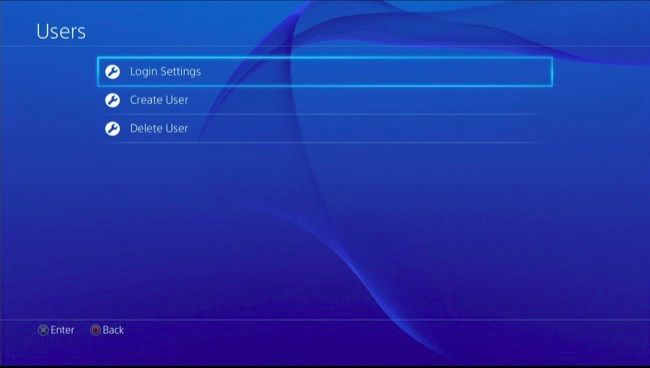 Users
Login Settings
Create User
Delete User
Enter Back